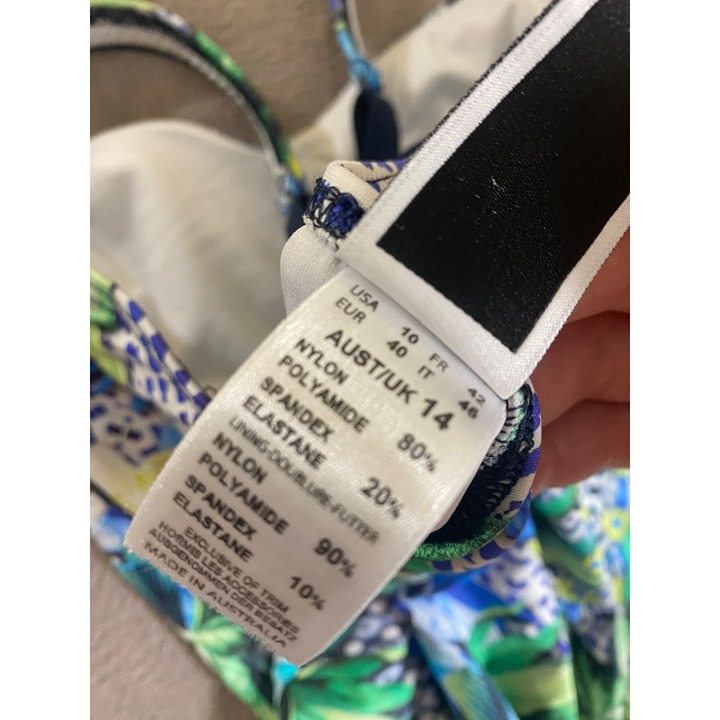 USA 10 FR 42
EUR 40 IT 46
AUST/UK 14
NYLON
POLYAMIDE 80%
SPANDEX
ELASTANE 20%
LINING-DOUBLURE-FUTTER
NYLON
POLYAMIDE 90%
SPANDEX
ELASTANE 10%
EXCLUSIVE OF TRIM
HORMIS LES ACCESSORIES
AUSGENOMMEN DER BESATZ
MADE IN AUSTRALIA